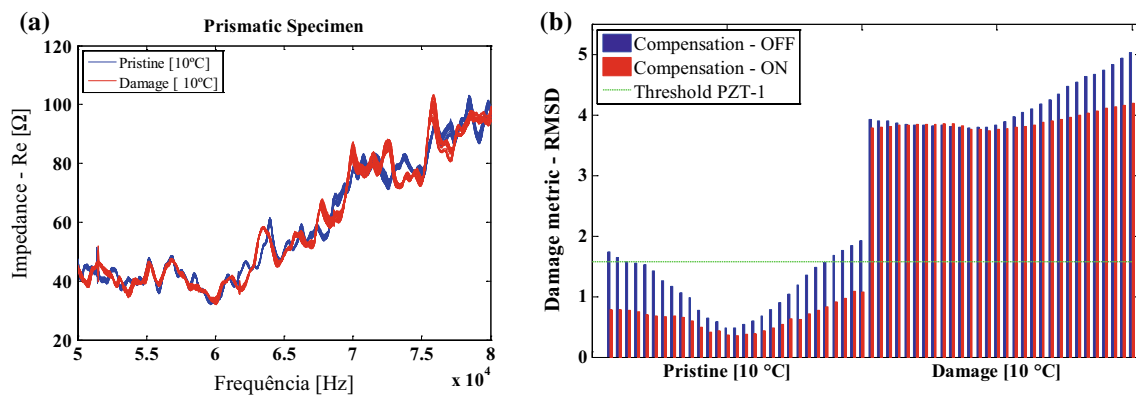 (a)
Prismatic Specimen
Pristine [10ºC]
Damage [ 10ºC]
Impedance - Re [Ω]
120
100
80
60
40
20
5
5.5
6
6.5
7
7.5
8
x 10⁴
Frequência [Hz]
(b)
Compensation - OFF
Compensation - ON
Threshold PZT-1
Damage metric - RMSD
5
4
3
2
1
0
Pristine [10 °C]
Damage [10 °C]